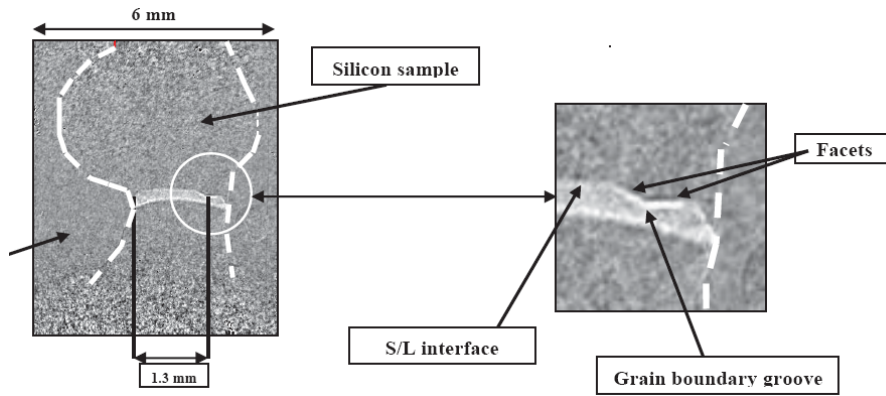 6 mm
Silicon sample
Facets
S/L interface
1.3 mm
Grain boundary groove